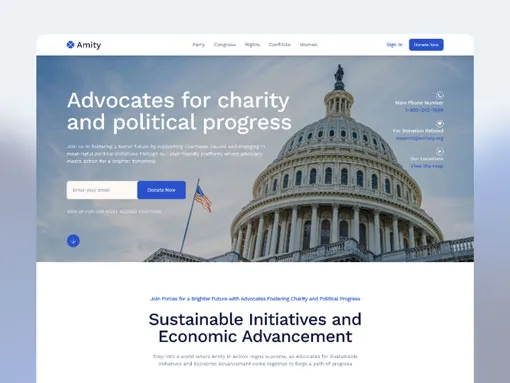 Amity
Party Congress Rights Conflicts Women
Sign In
Donate Now
Advocates for charity
and political progress
Main Phone Number
For Donation Related
support@amity.org
Our Locations
View the Map
Join us in fostering a better future by supporting charitable causes and engaging in
meaningful political initiatives through our user-friendly platform, where advocacy
meets action for a brighter tomorrow.
Enter your email
Donate Now
Join Forces for a Brighter Future with Advocates Fostering Charity and Political Progress
Sustainable Initiatives and
Economic Advancement
Step into a world where Amity in Action reigns supreme, as advocates for Sustainable
Initiatives and Economic Advancement come together to forge a path of progress